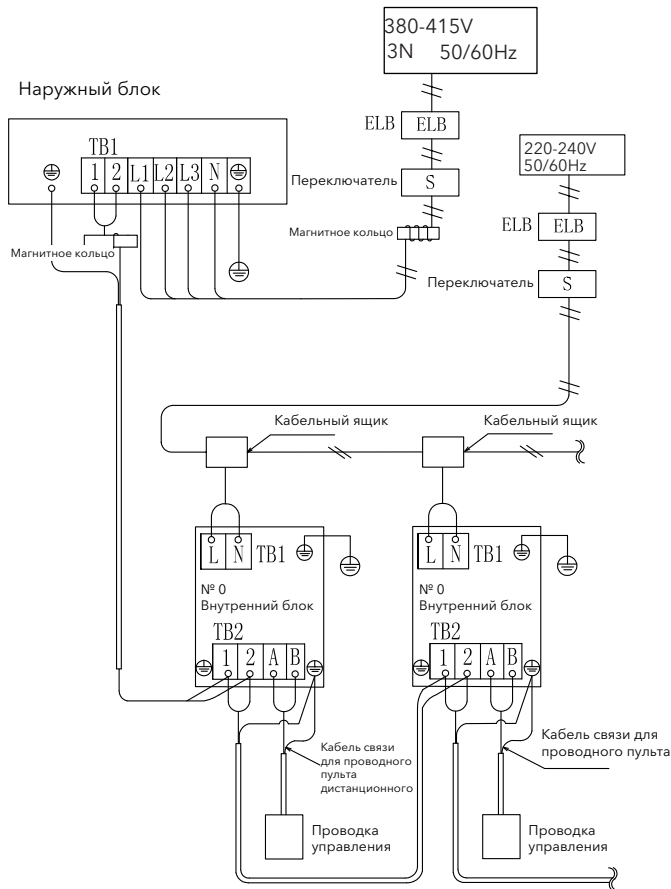 380-415V
3N 50/60Hz
Наружный блок
TB1
1 2 L1 L2 L3 N
ELB ELB
220-240V
50/60Hz
Переключатель S
Магнитное кольцо
Магнитное кольцо
ELB ELB
Переключатель S
Кабельный ящик
Кабельный ящик
L N TB1
L N TB1
№ 0
Внутренний блок
№ 0
Внутренний блок
TB2
1 2 A B
TB2
1 2 A B
Кабель связи
для проводного
пульта
дистанционного
Кабель связи для
проводного пульта
Проводка
управления
Проводка
управления